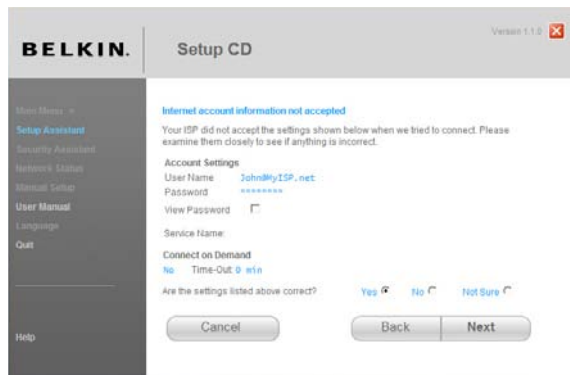 BELKIN.
Setup CD
Version 1.1.0
Main Menu
Setup Assistant
Security Assistant
Network Status
Manual Setup
User Manual
Language
Quit
Help
Internet account information not accepted
Your ISP did not accept the settings shown below when we tried to connect. Please
examine them closely to see if anything is incorrect.
Account Settings
User Name John@MyISP.net
Password ********
View Password
Service Name:
Connect on Demand
No Time-Out: 0 min
Are the settings listed above correct? Yes No Not Sure
Cancel Back Next